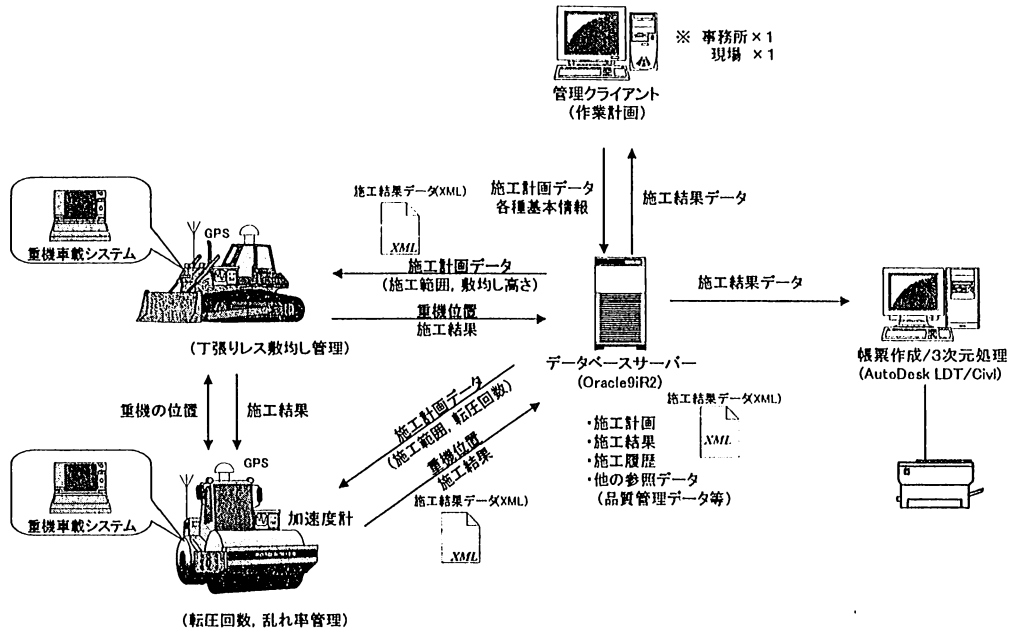 ※ 事務所×1
現場 ×1
管理クライアント
(作業計画)
施工計画データ
各種基本情報
施工結果データ
施工結果データ(XML)
XML
重機車載システム
GPS
施工計画データ
(施工範囲, 敷均し高さ)
重機位置
施工結果
(丁張りレス敷均し管理)
施工結果データ
データベースサーバー
(Oracle9iR2)
帳票作成/3次元処理
(AutoDesk LDT/Civl)
重機の位置
施工結果
施工計画データ
(施工範囲, 転圧回数)
重機位置
施工結果
施工結果データ(XML)
XML
・施工計画
・施工結果
・施工履歴
・他の参照データ
(品質管理データ等)
施工結果データ(XML)
XML
重機車載システム
GPS
加速度計
(転圧回数, 乱れ率管理)